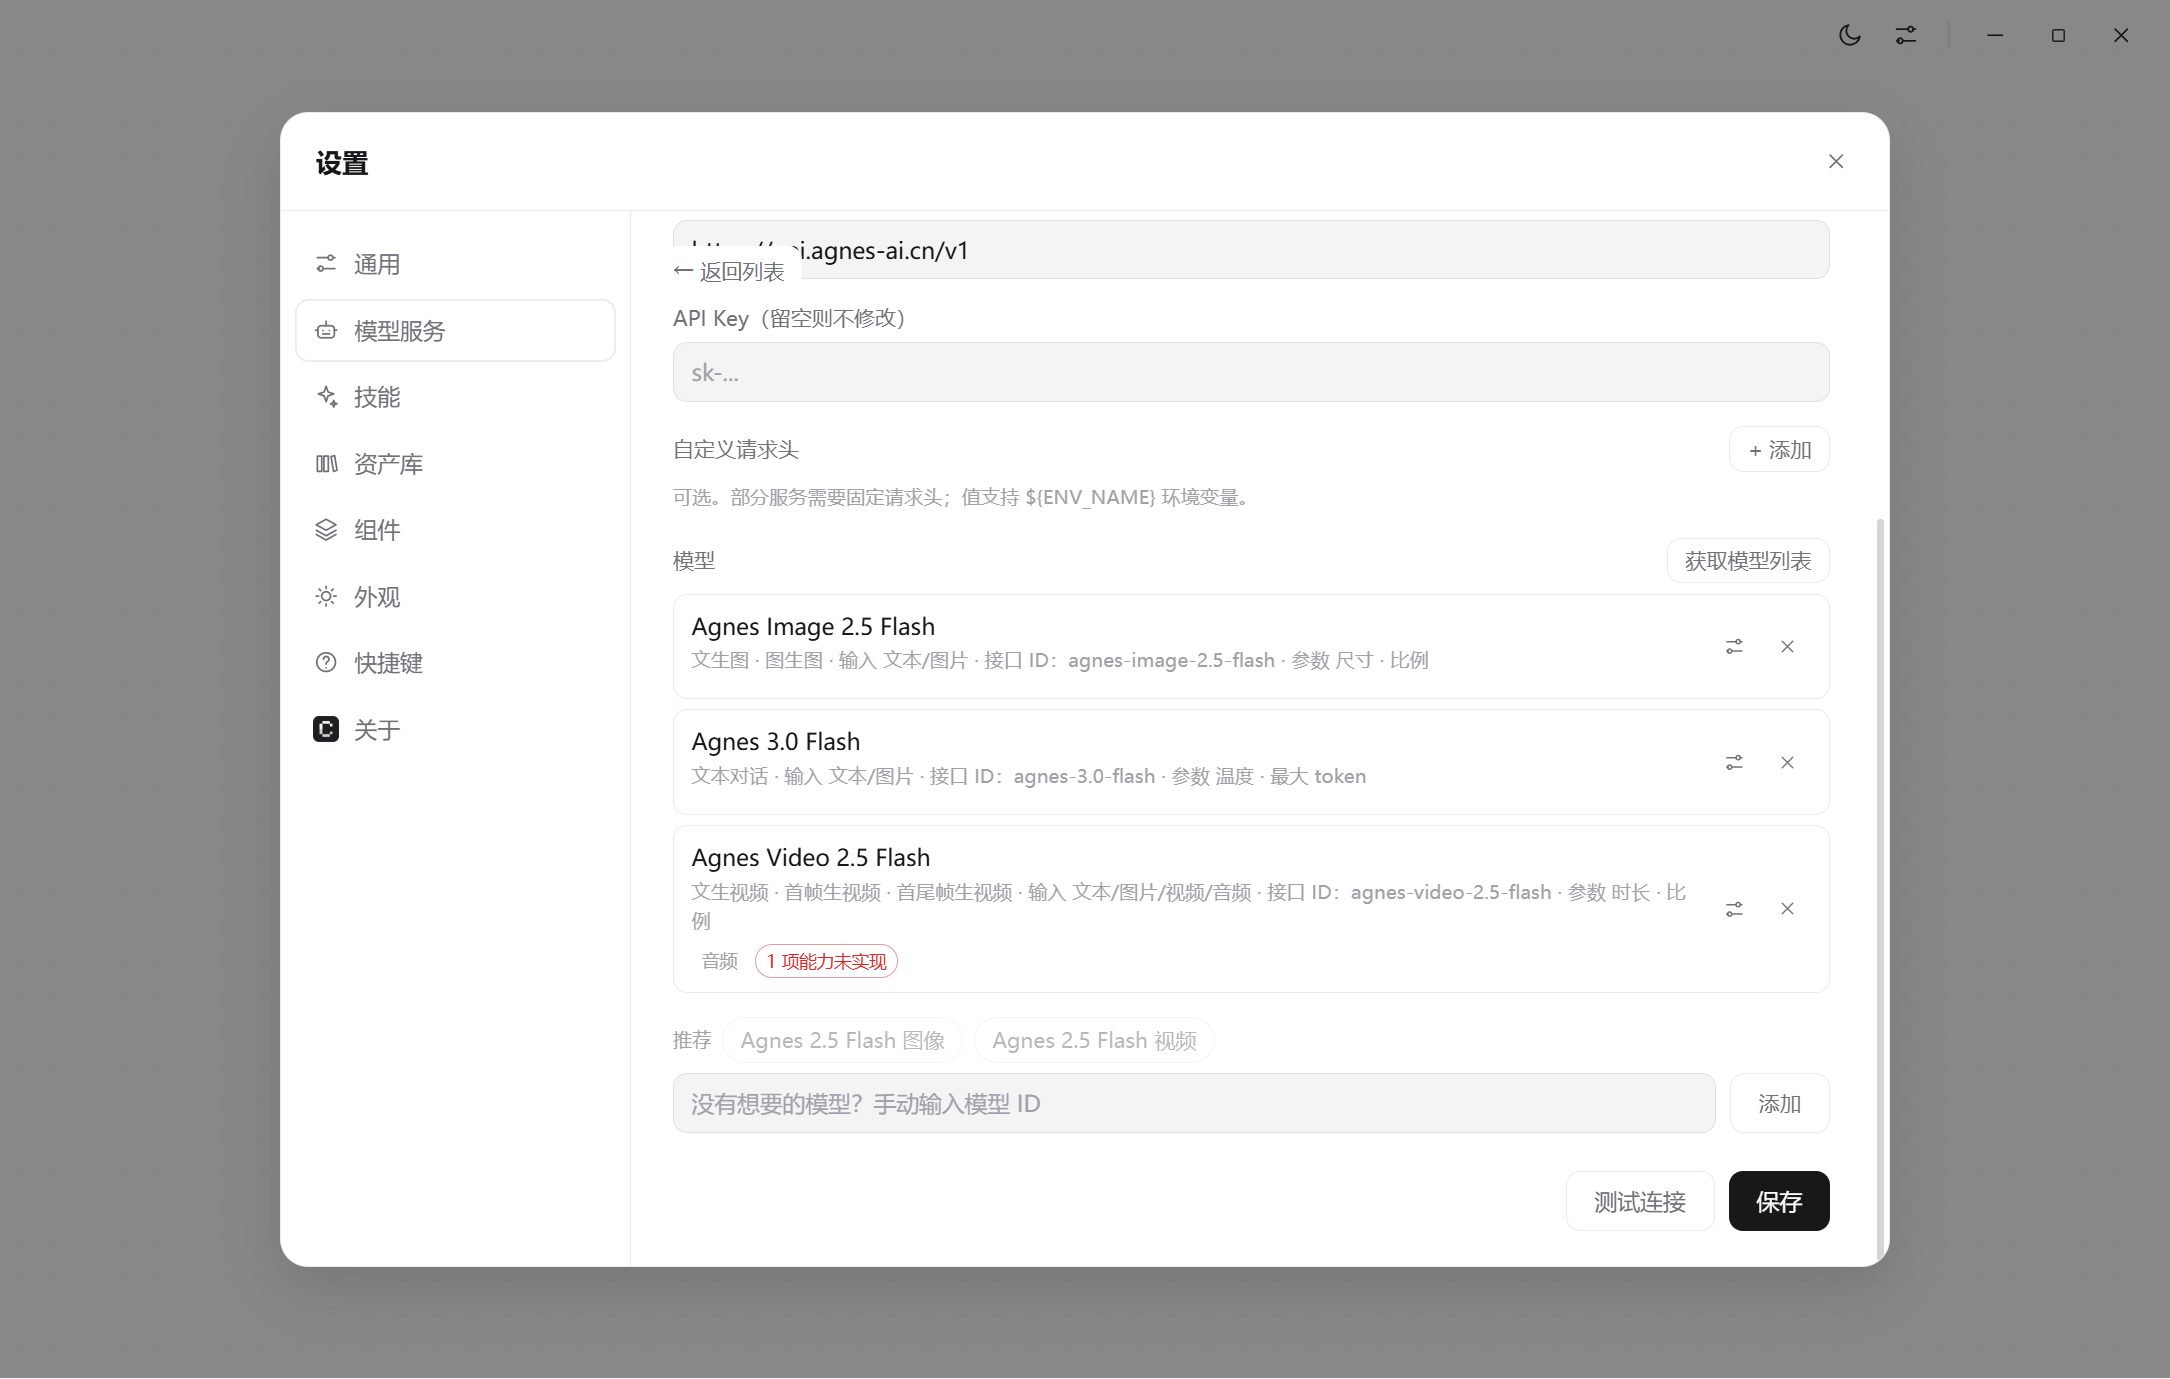 设置
通用
模型服务
技能
资产库
组件
外观
快捷键
关于
i.agnes-ai.cn/v1
← 返回列表
API Key（留空则不修改）
sk-...
自定义请求头
+ 添加
可选。部分服务需要固定请求头；值支持 ${ENV_NAME} 环境变量。
模型
获取模型列表
Agnes Image 2.5 Flash
文生图 · 图生图 · 输入 文本/图片 · 接口 ID：agnes-image-2.5-flash · 参数 尺寸 · 比例
Agnes 3.0 Flash
文本对话 · 输入 文本/图片 · 接口 ID：agnes-3.0-flash · 参数 温度 · 最大 token
Agnes Video 2.5 Flash
文生视频 · 首帧生视频 · 首尾帧生视频 · 输入 文本/图片/视频/音频 · 接口 ID：agnes-video-2.5-flash · 参数 时长 · 比
例
音频 1 项能力未实现
推荐 Agnes 2.5 Flash 图像 Agnes 2.5 Flash 视频
没有想要的模型？手动输入模型 ID
添加
测试连接
保存